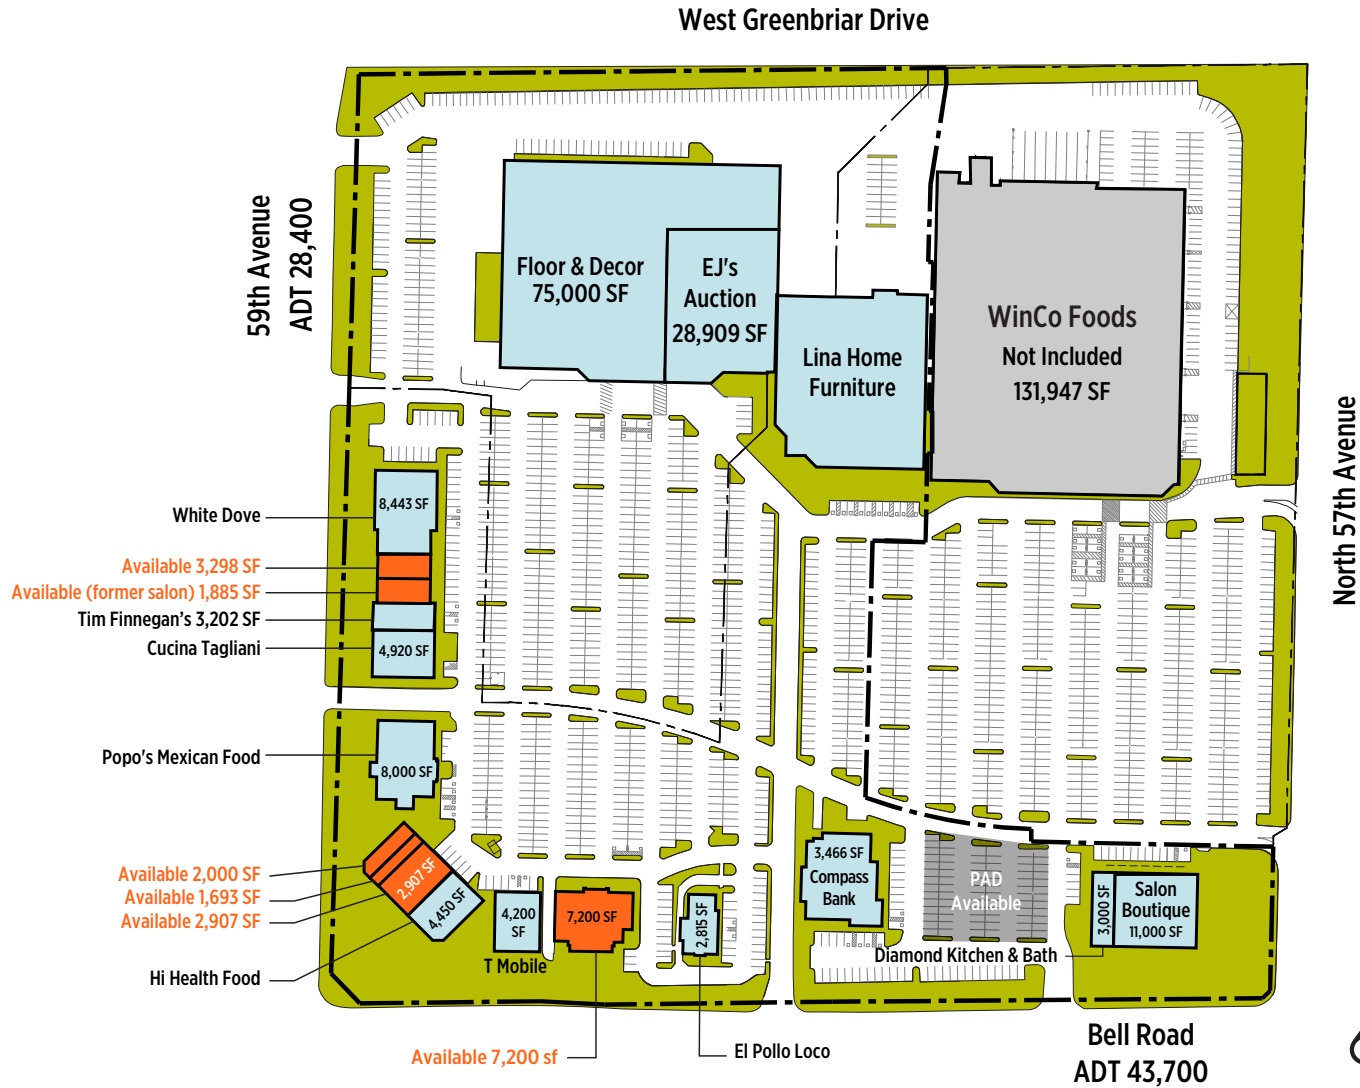 West Greenbriar Drive
59th Avenue
ADT 28,400
Floor & Decor
75,000 SF
EJ's
Auction
28,909 SF
Lina Home
Furniture
WinCo Foods
Not Included
131,947 SF
North 57th Avenue
White Dove
8,443 SF
Available 3,298 SF
Available (former salon) 1,885 SF
Tim Finnegan's 3,202 SF
Cucina Tagliani
4,920 SF
Popo's Mexican Food
8,000 SF
Available 2,000 SF
Available 1,693 SF
Available 2,907 SF
2,907 SF
4,450 SF
Hi Health Food
4,200
SF
T Mobile
7,200 SF
Available 7,200 sf
2,815 SF
El Pollo Loco
3,466 SF
Compass
Bank
PAD
Available
Diamond Kitchen & Bath
3,000 SF
Salon
Boutique
11,000 SF
Bell Road
ADT 43,700